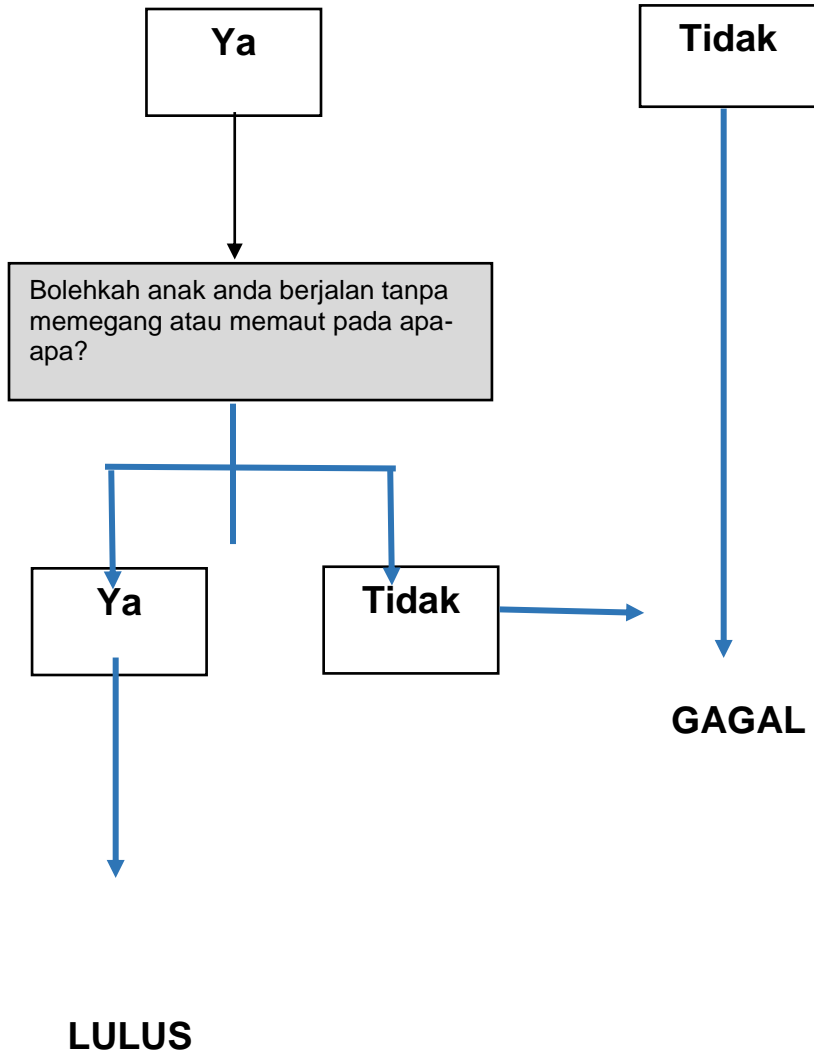 Ya
Tidak
Bolehkah anak anda berjalan tanpa
memegang atau memaut pada apa-
apa?
Ya
Tidak
GAGAL
LULUS